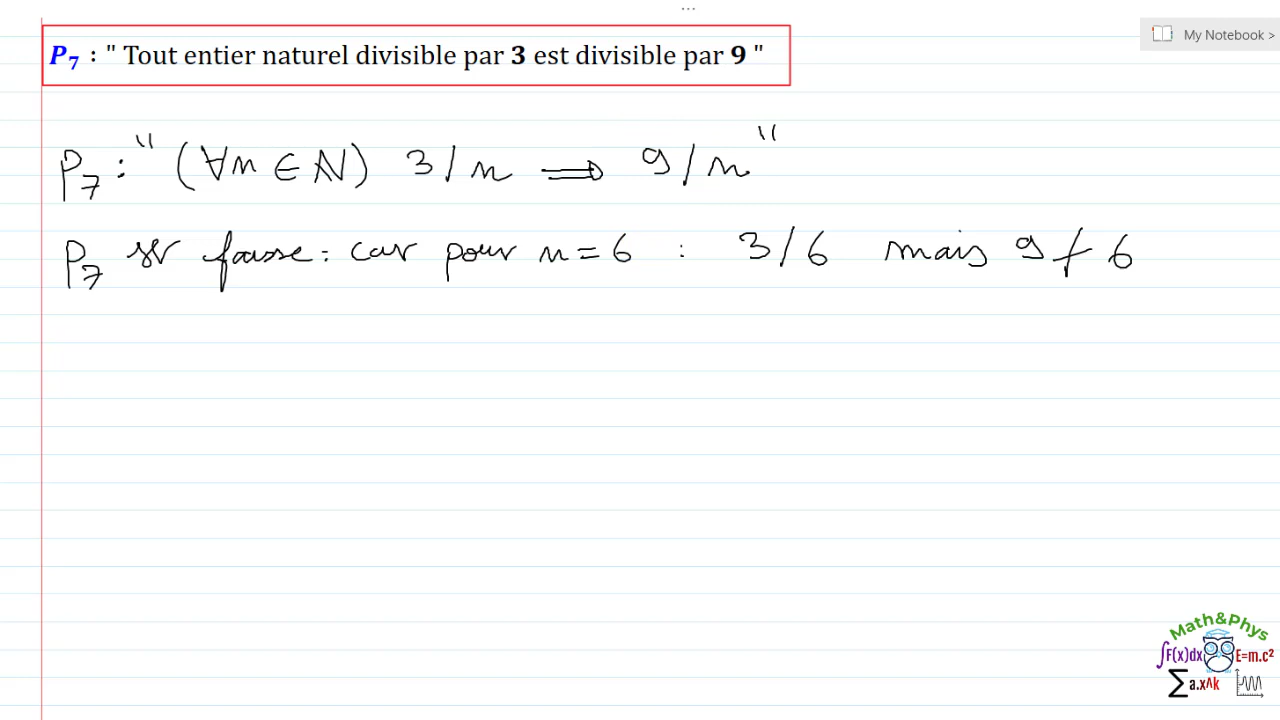 ...
My Notebook >
P₇ : " Tout entier naturel divisible par 3 est divisible par 9 "
P₇ : " (∀n ∈ ℕ) 3/n ⟹ 9/n "
P₇ est fausse : car pour n = 6 : 3/6 mais 9 ∤ 6
Math&Phys
∫F(x)dx E=m.c²
∑ a.x^k